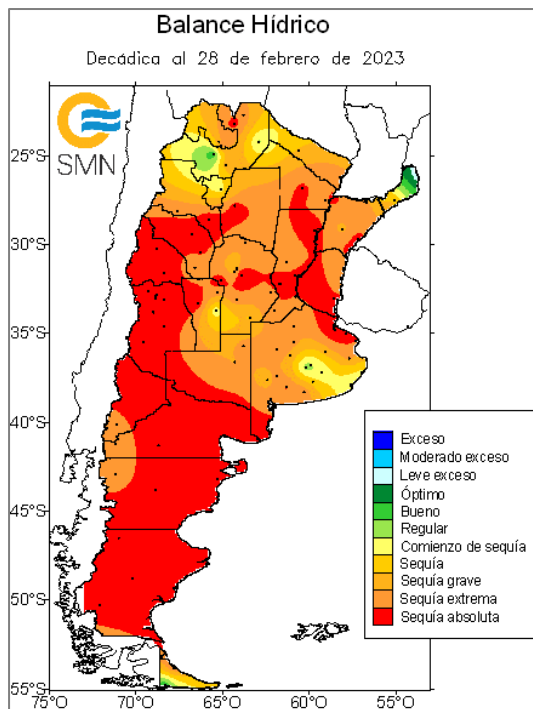 Balance Hídrico
Decádica al 28 de febrero de 2023
SMN
25°S
30°S
35°S
40°S
45°S
50°S
55°S
75°O
70°O
65°O
60°O
55°O
Exceso
Moderado exceso
Leve exceso
Óptimo
Bueno
Regular
Comienzo de sequía
Sequía
Sequía grave
Sequía extrema
Sequía absoluta